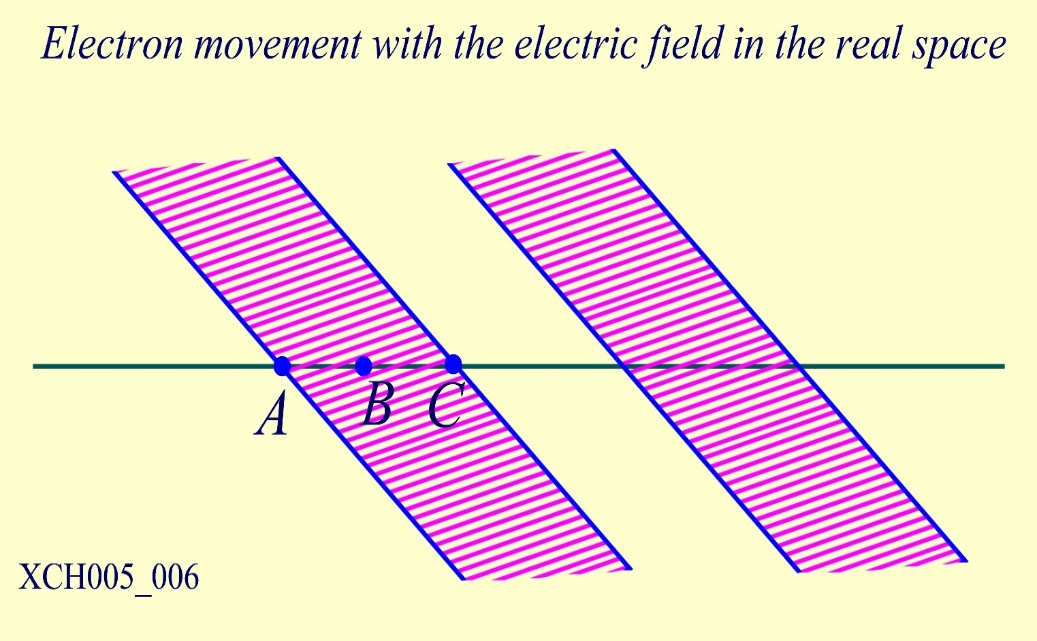 Electron movement with the electric field in the real space
A
B
C
XCH005_006